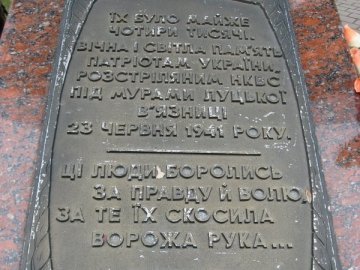 ЇХ БУЛО МАЙЖЕ
ЧОТИРИ ТИСЯЧІ.
ВІЧНА І СВІТЛА ПАМ'ЯТЬ
ПАТРІОТАМ УКРАЇНИ,
РОЗСТРІЛЯНИМ НКВС
ПІД МУРАМИ ЛУЦЬКОЇ
В'ЯЗНИЦІ
23 ЧЕРВНЯ 1941 РОКУ.
ЦІ ЛЮДИ БОРОЛИСЬ
ЗА ПРАВДУ Й ВОЛЮ,
ЗА ТЕ ЇХ СКОСИЛА
ВОРОЖА РУКА...